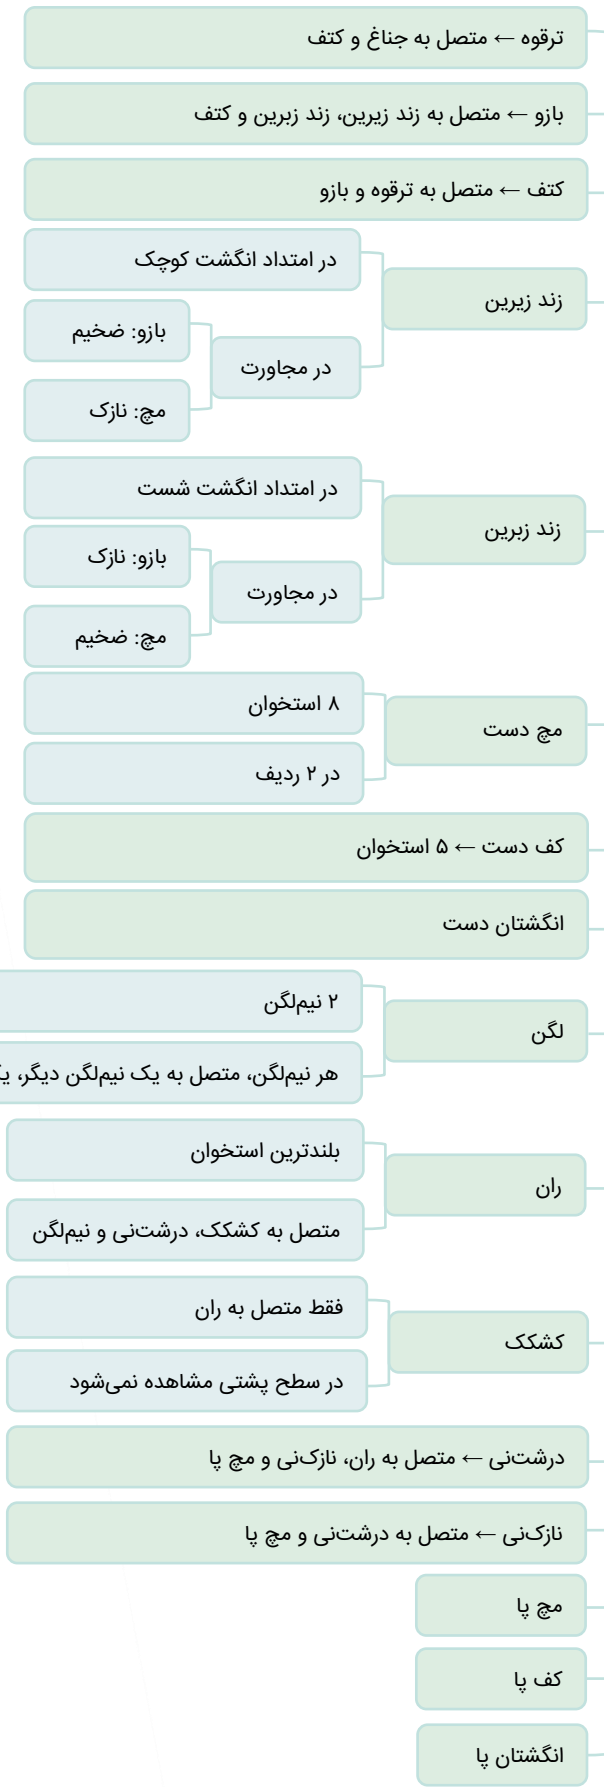 ترقوه ← متصل به جناغ و کتف
بازو ← متصل به زند زیرین، زند زبرین و کتف
کتف ← متصل به ترقوه و بازو
زند زیرین
در امتداد انگشت کوچک
در مجاورت
بازو: ضخیم
مچ: نازک
زند زبرین
در امتداد انگشت شست
در مجاورت
بازو: نازک
مچ: ضخیم
مچ دست
۸ استخوان
در ۲ ردیف
کف دست ← ۵ استخوان
انگشتان دست
لگن
۲ نیم‌لگن
هر نیم‌لگن، متصل به یک نیم‌لگن دیگر،
ران
بلندترین استخوان
متصل به کشکک، درشت‌نی و نیم‌لگن
کشکک
فقط متصل به ران
در سطح پشتی مشاهده نمی‌شود
درشت‌نی ← متصل به ران، نازک‌نی و مچ پا
نازک‌نی ← متصل به درشت‌نی و مچ پا
مچ پا
کف پا
انگشتان پا